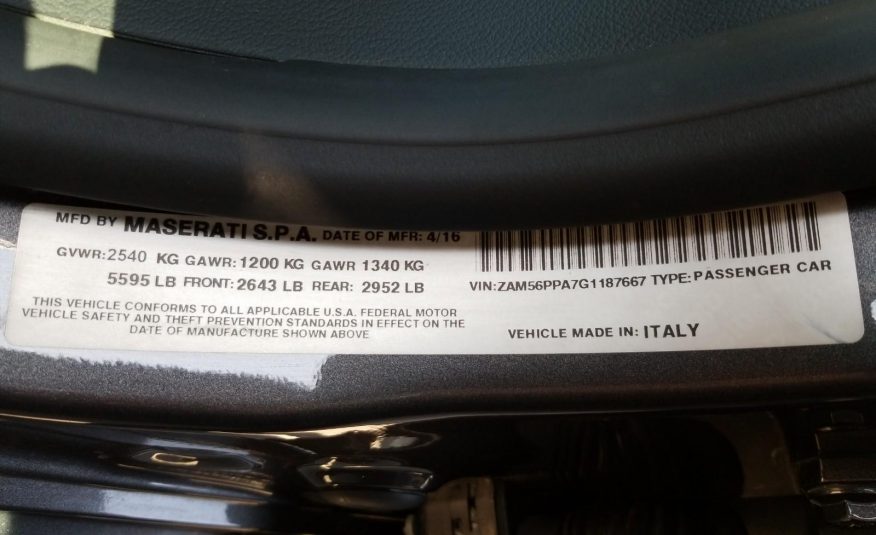 MFD BY MASERATI S.P.A. DATE OF MFR: 4/16
GVWR:2540 KG GAWR:1200 KG GAWR 1340 KG
5595 LB FRONT:2643 LB REAR: 2952 LB
THIS VEHICLE CONFORMS TO ALL APPLICABLE U.S.A. FEDERAL MOTOR
VEHICLE SAFETY AND THEFT PREVENTION STANDARDS IN EFFECT ON THE
DATE OF MANUFACTURE SHOWN ABOVE
VIN:ZAM56PPA7G1187667 TYPE:PASSENGER CAR
VEHICLE MADE IN: ITALY